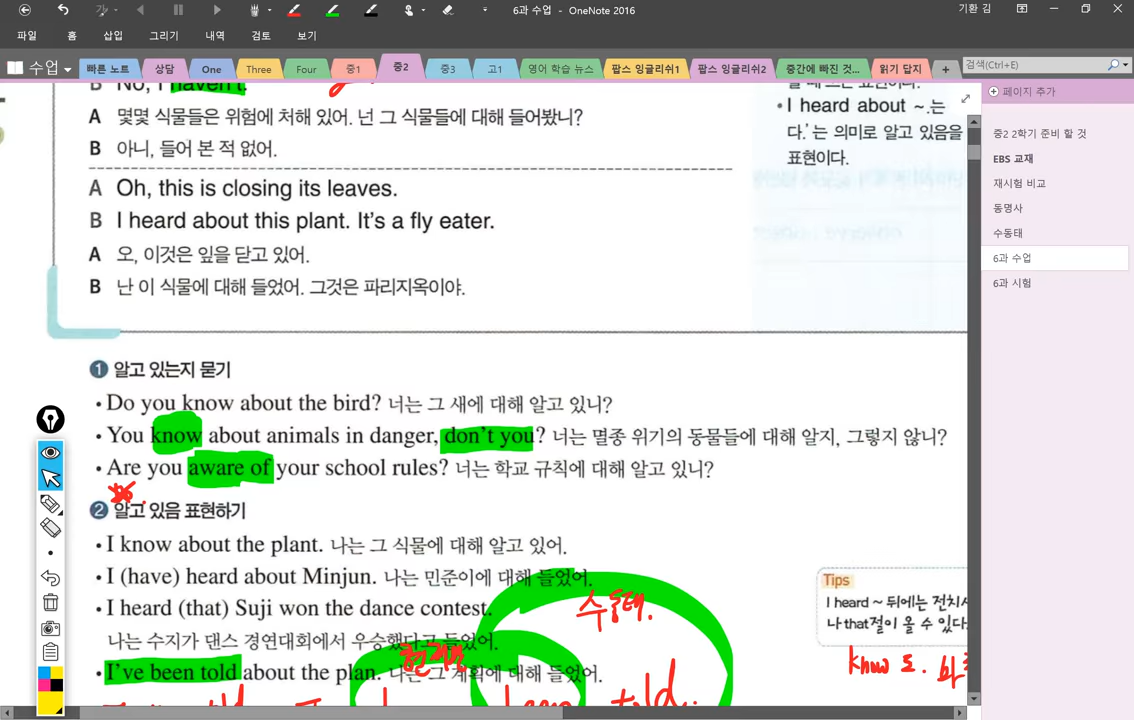 6과 수업 - OneNote 2016
기환 김
파일 홈 삽입 그리기 내역 검토 보기
수업 빠른 노트 상담 One Three Four 중1 중2 중3 고1 영어 학습 뉴스 팝스 잉글리쉬1 팝스 잉글리쉬2 중간에 빠진 것... 읽기 답지 + 검색(Ctrl+E)
페이지 추가
중2 2학기 준비 할 것
EBS 교재
재시험 비교
동명사
수동태
6과 수업
6과 시험
B No, I haven't.
A 몇몇 식물들은 위험에 처해 있어. 넌 그 식물들에 대해 들어봤니?
B 아니, 들어 본 적 없어.
A Oh, this is closing its leaves.
B I heard about this plant. It's a fly eater.
A 오, 이것은 잎을 닫고 있어.
B 난 이 식물에 대해 들었어. 그것은 파리지옥이야.
• I heard about ~.는
다.'는 의미로 알고 있음을
표현이다.
1 알고 있는지 묻기
• Do you know about the bird? 너는 그 새에 대해 알고 있니?
• You know about animals in danger, don't you? 너는 멸종 위기의 동물들에 대해 알지, 그렇지 않니?
• Are you aware of your school rules? 너는 학교 규칙에 대해 알고 있니?
2 알고 있음 표현하기
• I know about the plant. 나는 그 식물에 대해 알고 있어.
• I (have) heard about Minjun. 나는 민준이에 대해 들었어.
• I heard (that) Suji won the dance contest.
나는 수지가 댄스 경연대회에서 우승했다고 들었어.
• I've been told about the plan. 나는 그 계획에 대해 들었어.
수동태.
told.
Tips
I heard ~ 뒤에는 전치사
나 that절이 올 수 있다
know 도.